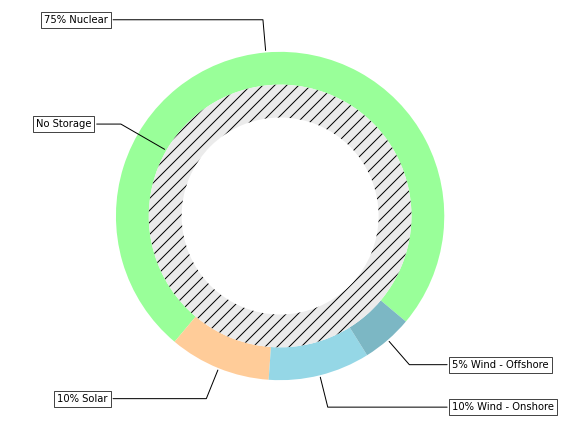 75% Nuclear
No Storage
5% Wind - Offshore
10% Solar
10% Wind - Onshore